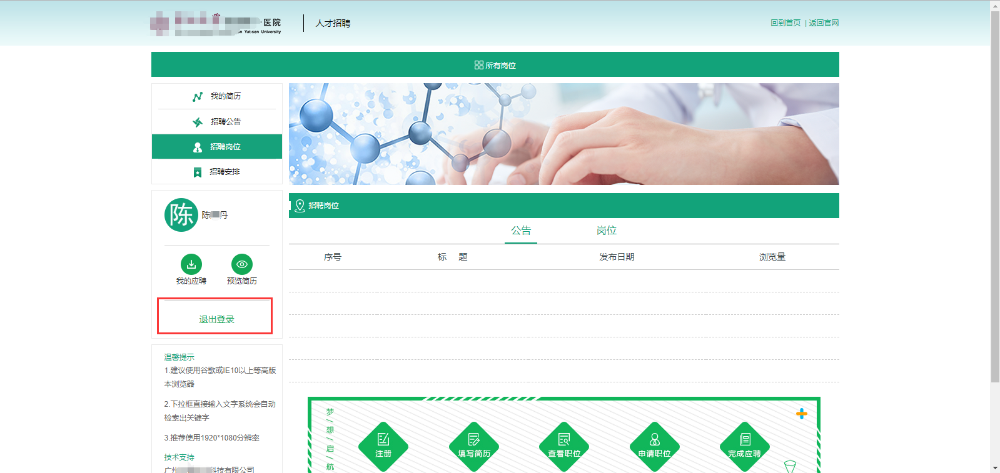 医院
n Yat-sen University
人才招聘
回到首页 | 返回官网
所有岗位
我的简历
招聘公告
招聘岗位
招聘安排
陈
陈 丹
我的应聘
预览简历
退出登录
温馨提示
1.建议使用谷歌或IE10以上等高版
本浏览器
2.下拉框直接输入文字系统会自动
检索出关键字
3.推荐使用1920*1080分辨率
技术支持
广州 科技有限公司
招聘岗位
公告 岗位
序号 标 题 发布日期 浏览量
梦/想/启/航
注册
填写简历
查看职位
申请职位
完成应聘